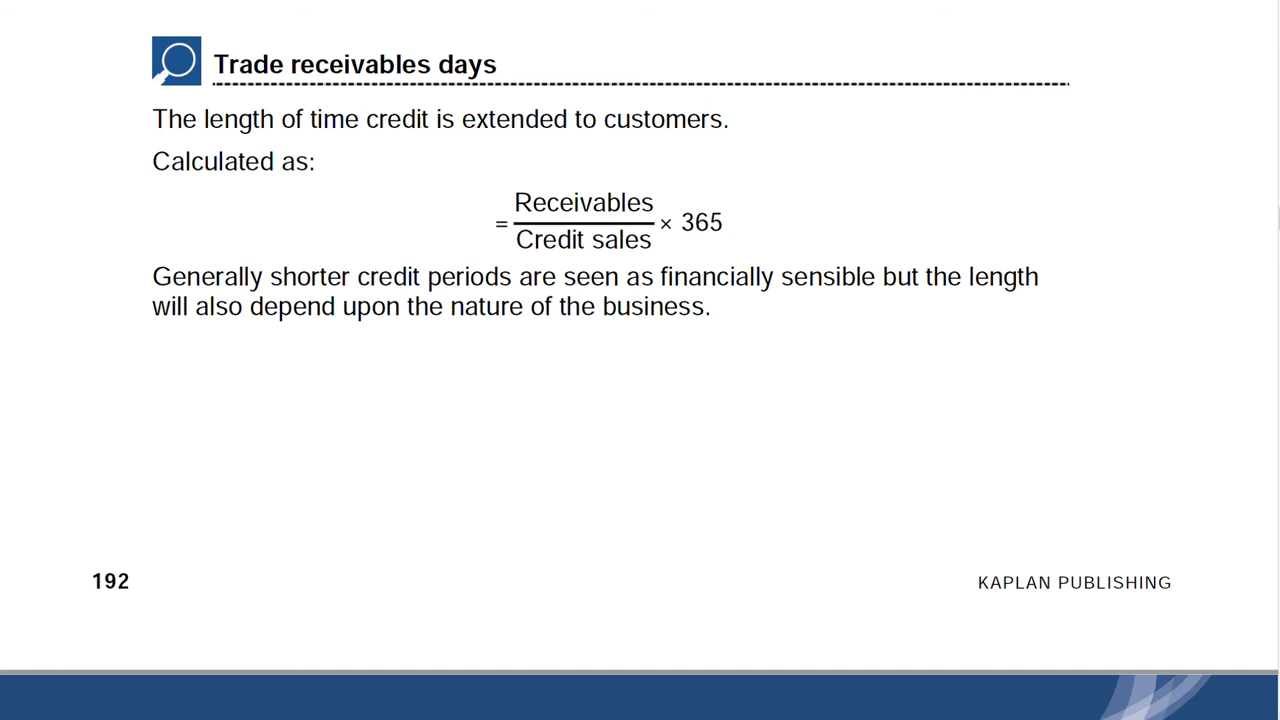 Trade receivables days
The length of time credit is extended to customers.
Calculated as:
= Receivables
Credit sales × 365
Generally shorter credit periods are seen as financially sensible but the length
will also depend upon the nature of the business.
192 KAPLAN PUBLISHING